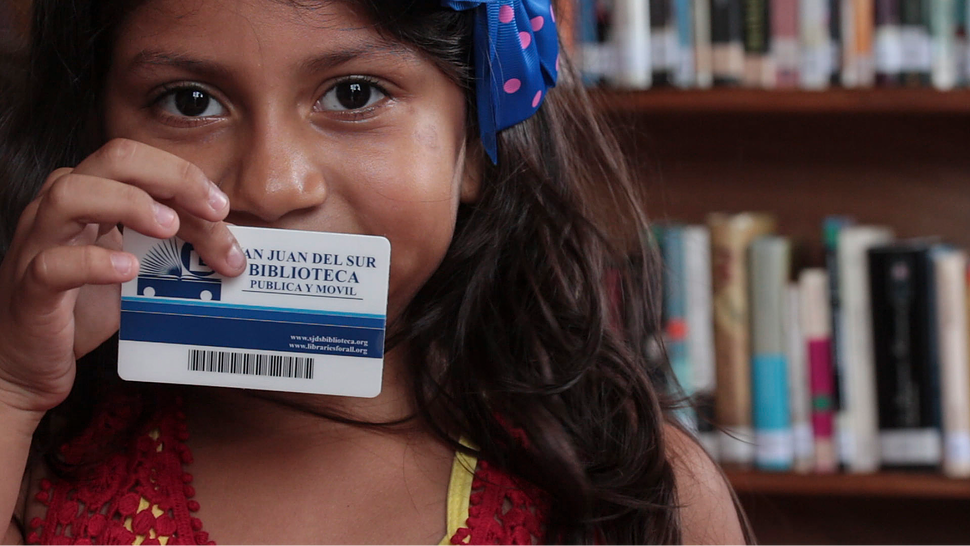 AN JUAN DEL SUR
BIBLIOTECA
PUBLICA Y MOVIL
www.sjdsbiblioteca.org
www.librariesforall.org